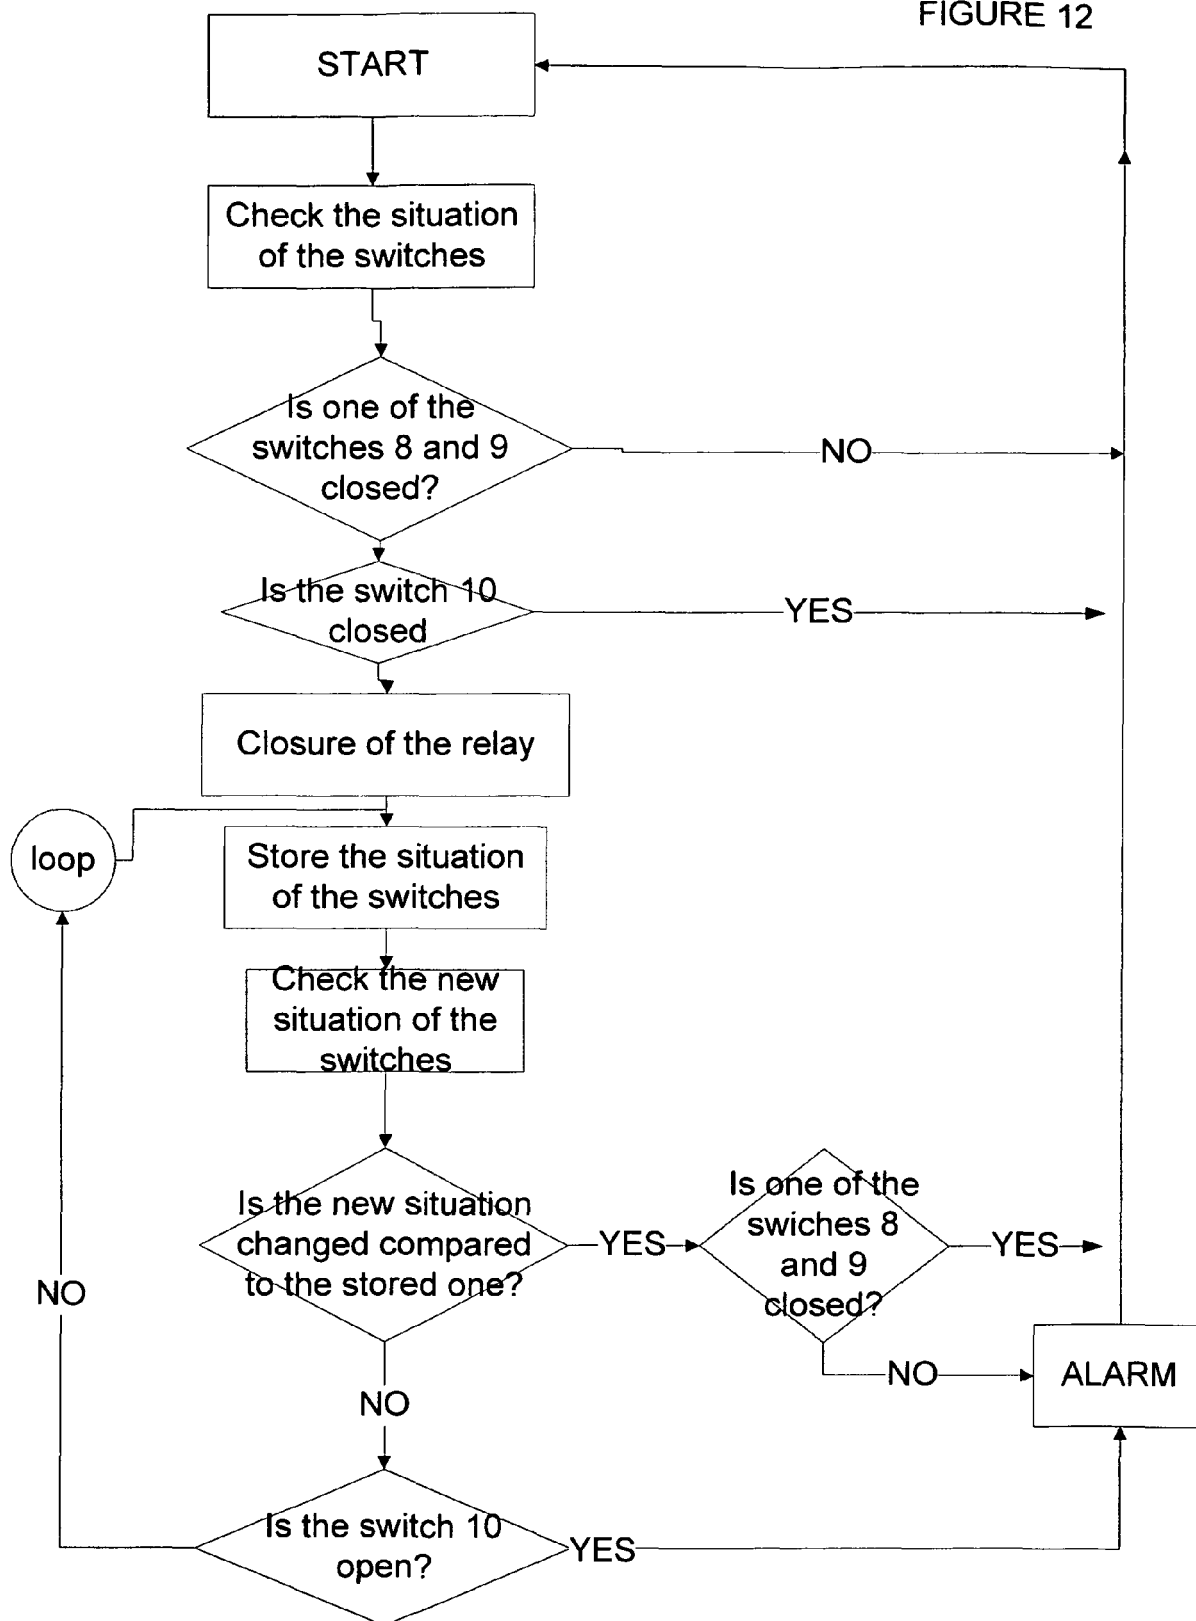 FIGURE 12
START
Check the situation
of the switches
Is one of the
switches 8 and 9
closed?
NO
Is the switch 10
closed
YES
Closure of the relay
loop
Store the situation
of the switches
Check the new
situation of the
switches
Is the new situation
changed compared
to the stored one?
YES
Is one of the
swiches 8
and 9
closed?
YES
NO
NO
ALARM
NO
Is the switch 10
open?
YES